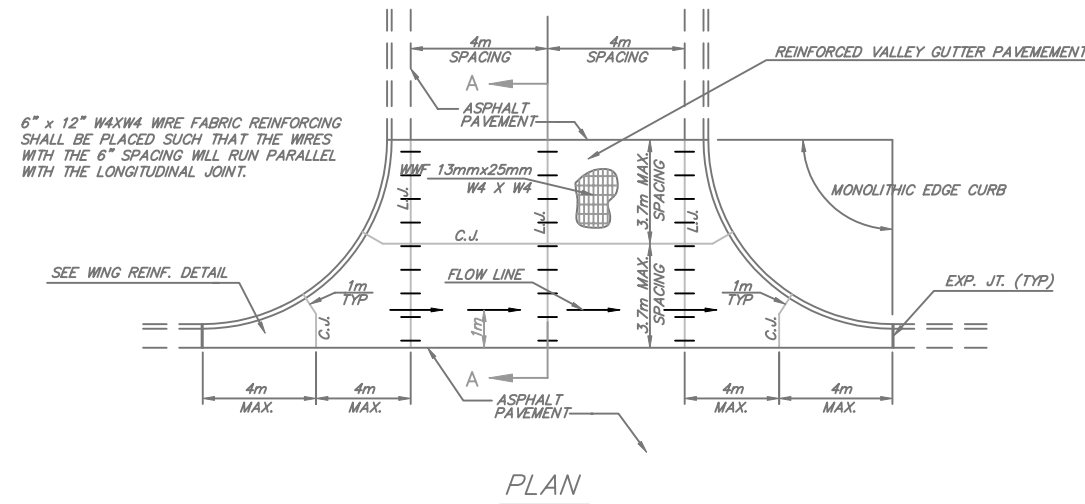 4m
SPACING
4m
SPACING
REINFORCED VALLEY GUTTER PAVEMEMENT
A
ASPHALT
PAVEMENT
6" x 12" W4XW4 WIRE FABRIC REINFORCING
SHALL BE PLACED SUCH THAT THE WIRES
WITH THE 6" SPACING WILL RUN PARALLEL
WITH THE LONGITUDINAL JOINT.
WWF 13mmx25mm
W4 X W4
L.J.
L.J.
L.J.
3.7m MAX.
SPACING
MONOLITHIC EDGE CURB
C.J.
SEE WING REINF. DETAIL
1m
TYP
FLOW LINE
3.7m MAX.
SPACING
1m
TYP
EXP. JT. (TYP)
C.J.
1m
C.J.
A
4m
MAX.
4m
MAX.
ASPHALT
PAVEMENT
4m
MAX.
4m
MAX.
PLAN